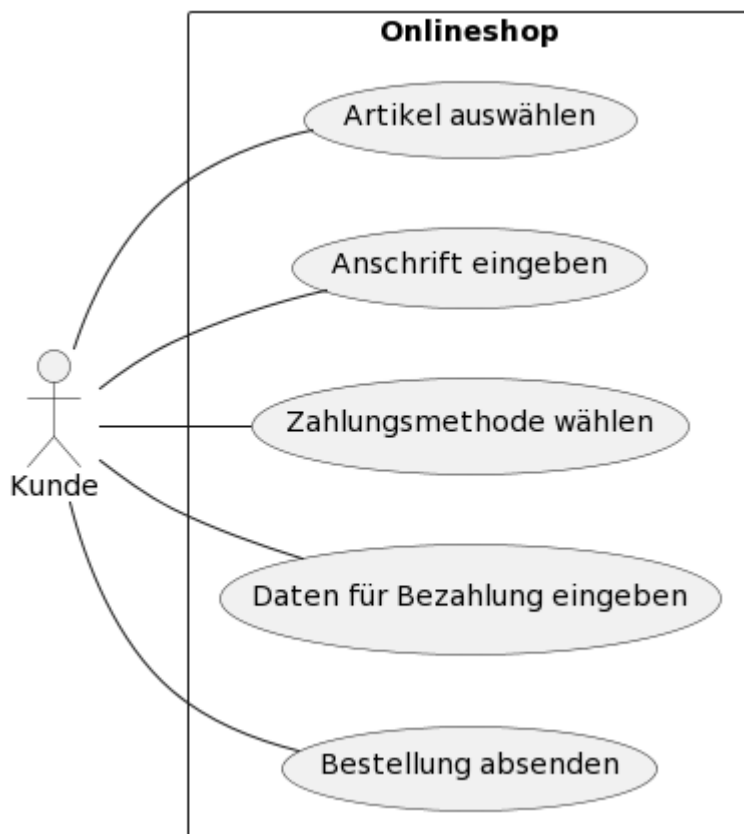 Onlineshop
Artikel auswählen
Anschrift eingeben
Zahlungsmethode wählen
Kunde
Daten für Bezahlung eingeben
Bestellung absenden